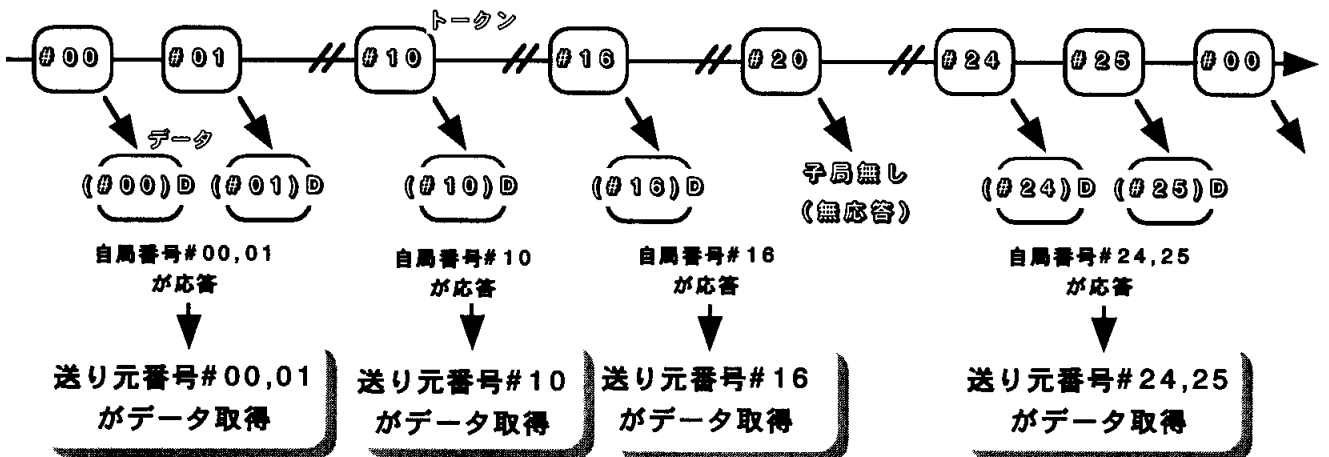 トークン
#00 #01 #10 #16 #20 #24 #25 #00
データ
(#00)D (#01)D (#10)D (#16)D 子局無し (#24)D (#25)D
(無応答)
自局番号#00,01
が応答
自局番号#10
が応答
自局番号#16
が応答
自局番号#24,25
が応答
送り元番号#00,01
がデータ取得
送り元番号#10
がデータ取得
送り元番号#16
がデータ取得
送り元番号#24,25
がデータ取得